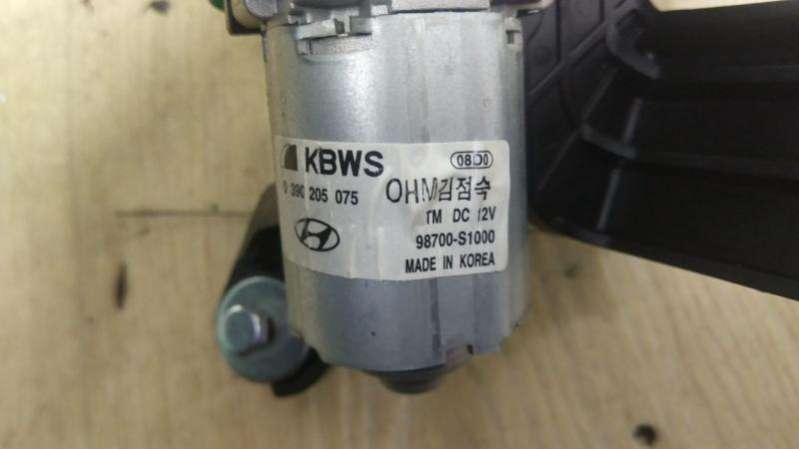 KBWS 08D0
0 390 205 075 OHM김점숙
TM DC 12V
98700-S1000
MADE IN KOREA